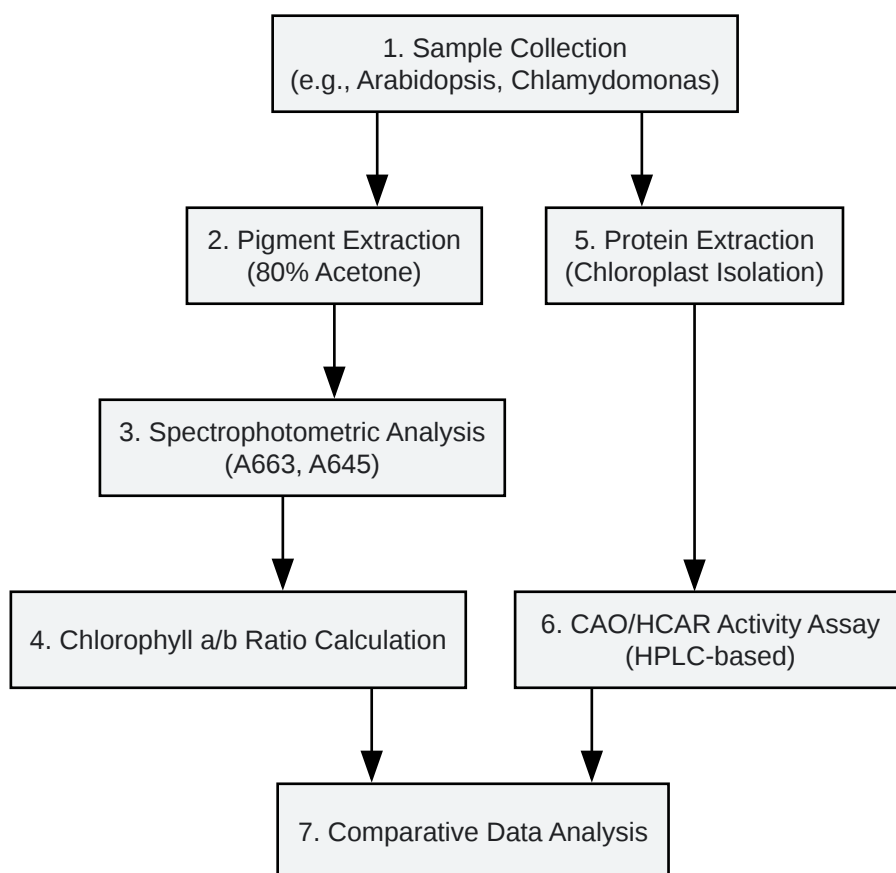 1. Sample Collection
(e.g., Arabidopsis, Chlamydomonas)
2. Pigment Extraction
(80% Acetone)
5. Protein Extraction
(Chloroplast Isolation)
3. Spectrophotometric Analysis
(A663, A645)
4. Chlorophyll a/b Ratio Calculation
6. CAO/HCAR Activity Assay
(HPLC-based)
7. Comparative Data Analysis